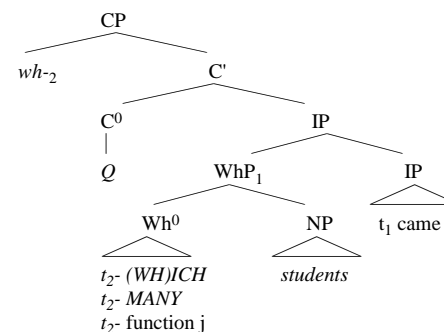 CP
wh-2 C'
C0 IP
Q WhP1 IP
Wh0 NP t1 came
t2- (WH)ICH students
t2- MANY
t2- function j